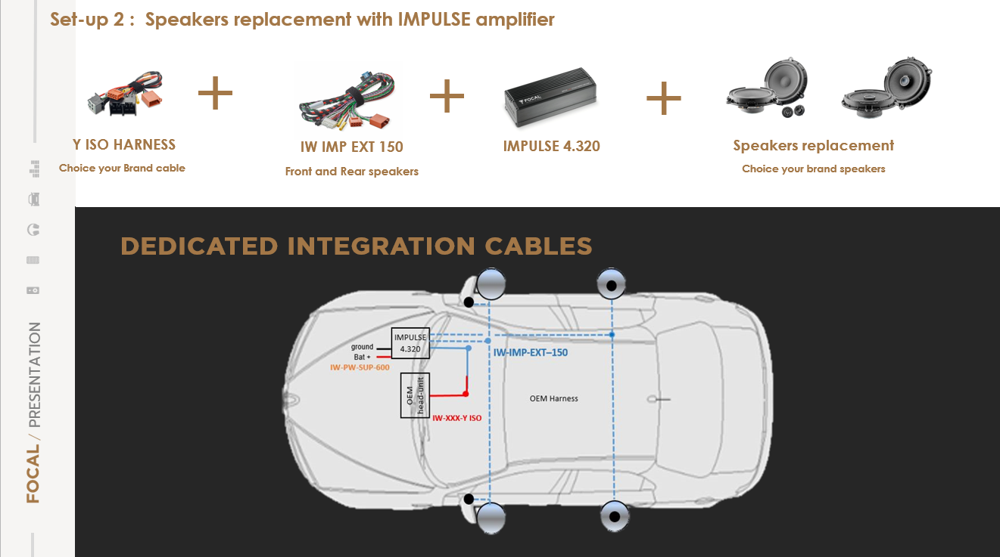 Set-up 2 : Speakers replacement with IMPULSE amplifier
Y ISO HARNESS
Choice your Brand cable
IW IMP EXT 150
Front and Rear speakers
FOCAL
IMPULSE 4.320
Speakers replacement
Choice your brand speakers
DEDICATED INTEGRATION CABLES
IMPULSE
4.320
ground
Bat +
IW-PW-SUP-600
IW-IMP-EXT–150
OEM
head-unit
IW-XXX-Y ISO
OEM Harness
FOCAL / PRESENTATION